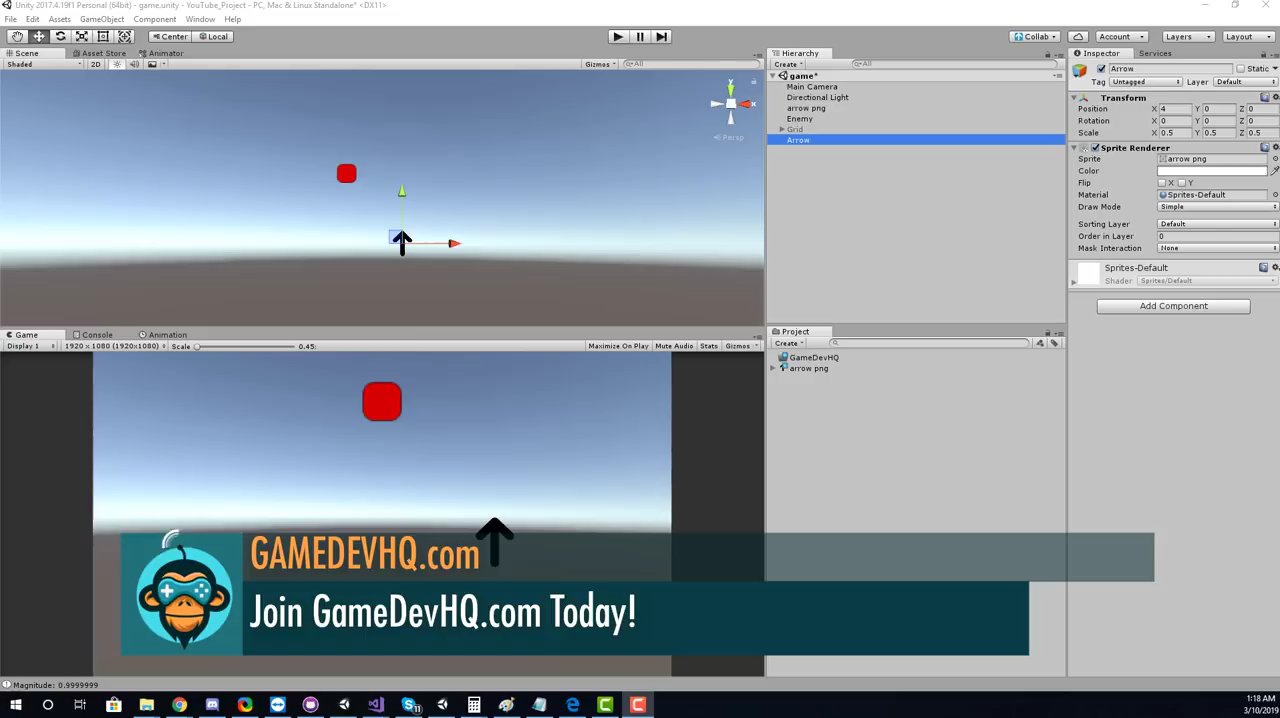 Unity 2017.4.19f1 Personal (64bit) - game.unity - YouTube_Project - PC, Mac & Linux Standalone* <DX11>
File Edit Assets GameObject Component Window Help
Center Local Collab Account Layers Layout
Scene Asset Store Animator
Shaded 2D Gizmos All
Persp
y
x
Hierarchy
Create All
game*
Main Camera
Directional Light
arrow png
Enemy
Grid
Arrow
Inspector Services
Arrow Static
Tag Untagged Layer Default
Transform
Position X 4 Y 0 Z 0
Rotation X 0 Y 0 Z 0
Scale X 0.5 Y 0.5 Z 0.5
Sprite Renderer
Sprite arrow png
Color
Flip X Y
Material Sprites-Default
Draw Mode Simple
Sorting Layer Default
Order in Layer 0
Mask Interaction None
Sprites-Default
Shader Sprites/Default
Add Component
Game Console Animation
Display 1 1920 x 1080 (1920x1080) Scale 0.45: Maximize On Play Mute Audio Stats Gizmos
Project
Create
GameDevHQ
arrow png
GAMEDEVHQ.com
Join GameDevHQ.com Today!
Magnitude: 0.9999999
1:18 AM
3/10/2019